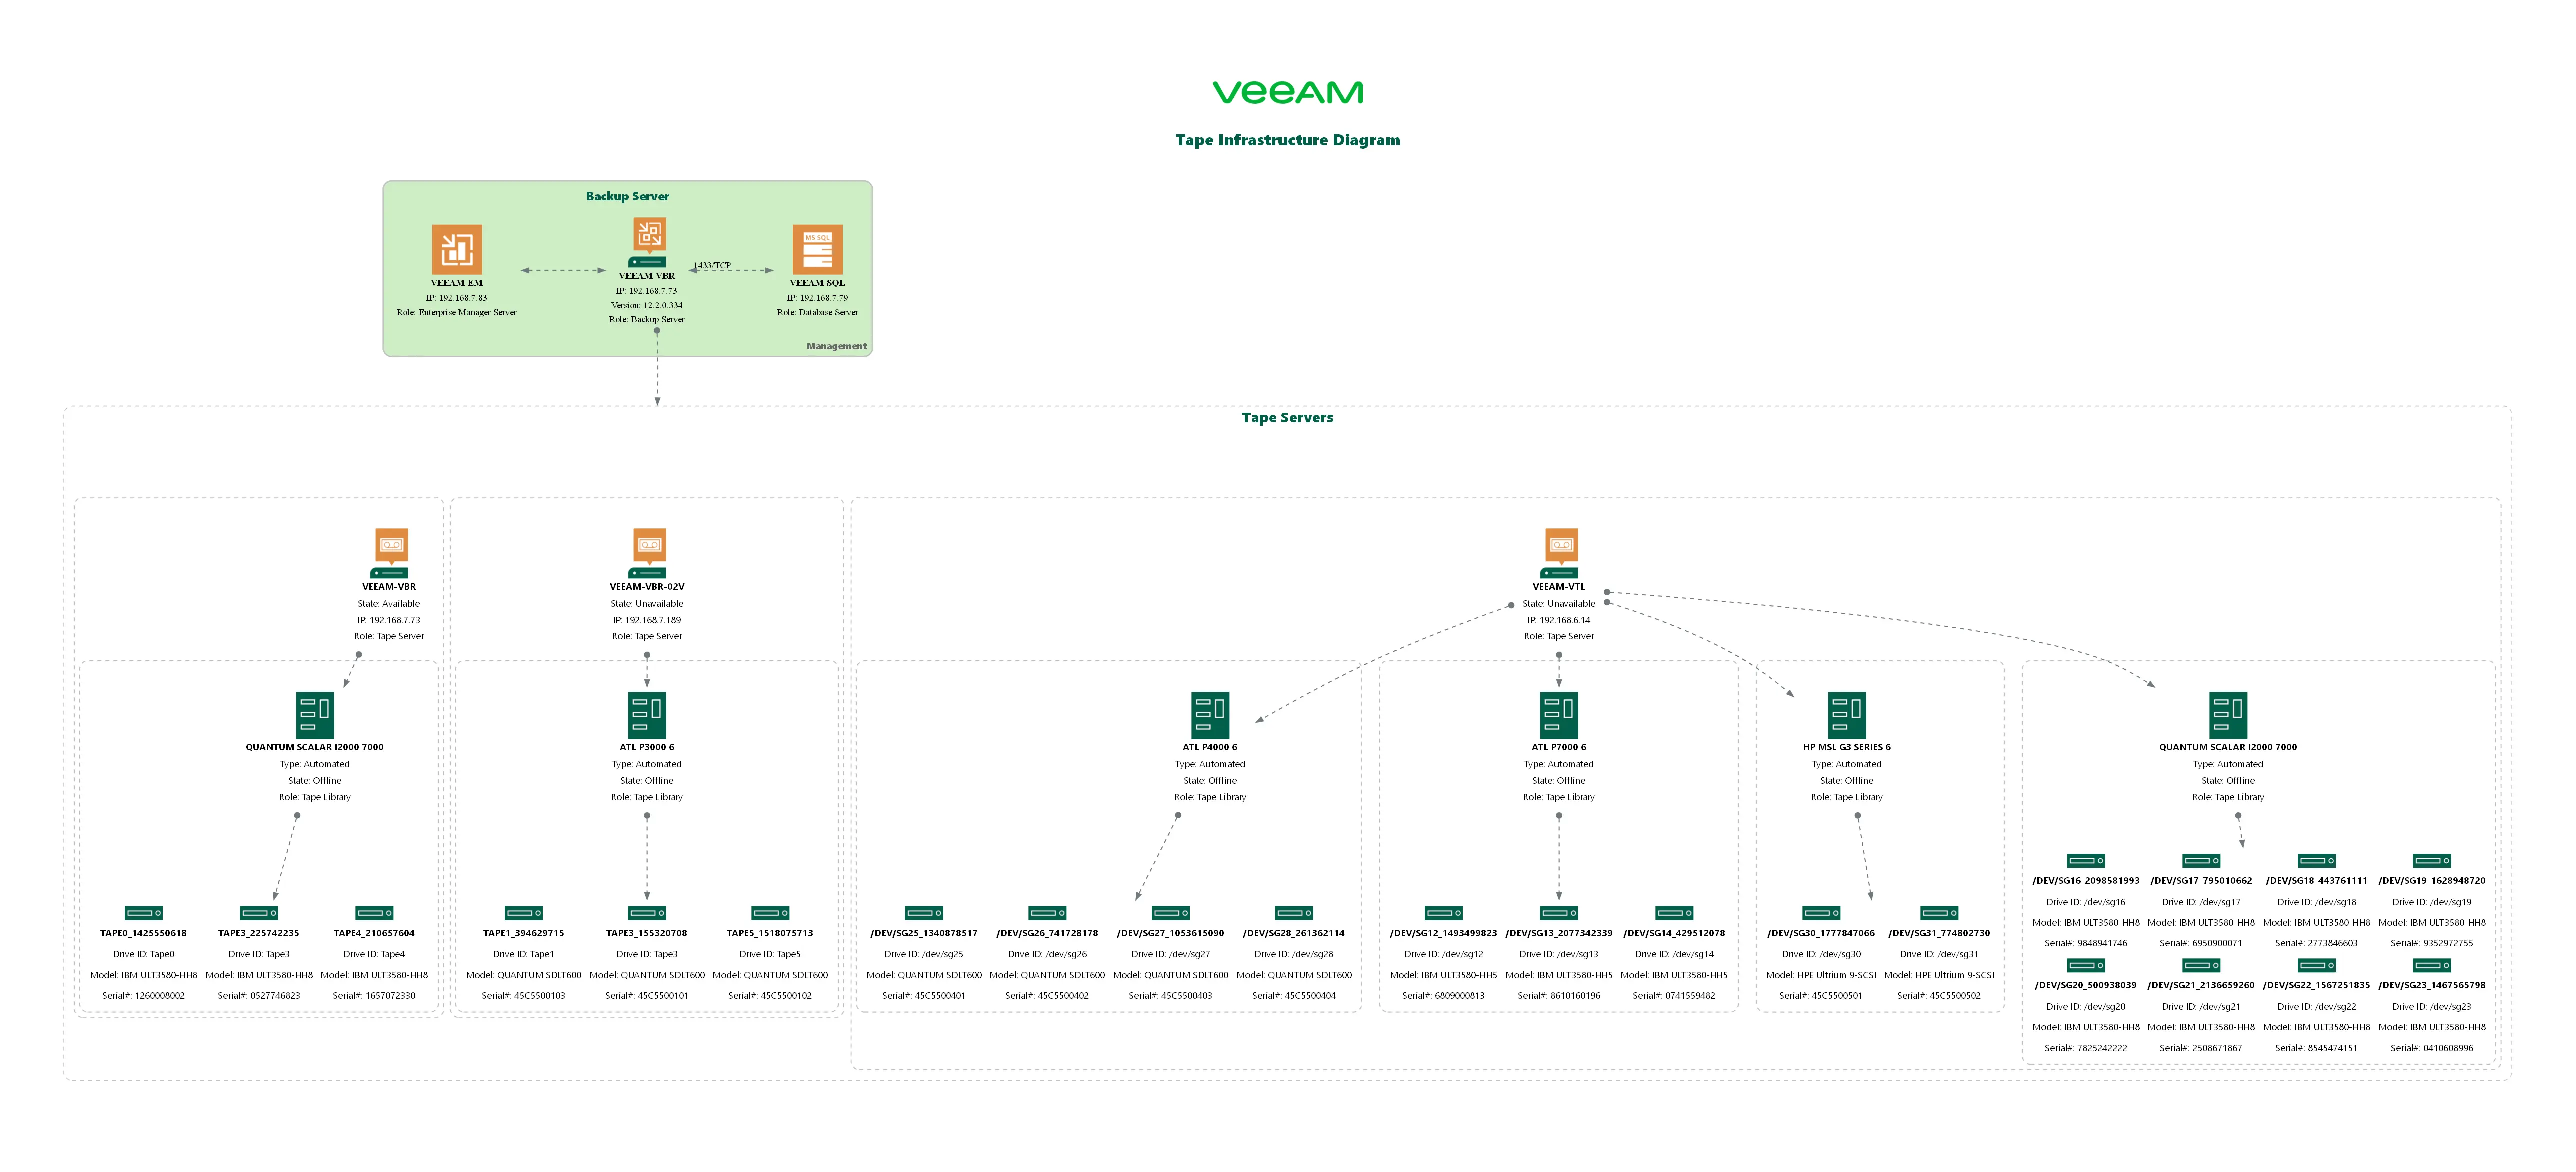 veeAM
Tape Infrastructure Diagram
Backup Server
MS SQL
1433/TCP
VEEAM-EM
IP: 192.168.7.83
Role: Enterprise Manager Server
VEEAM-VBR
IP: 192.168.7.73
Version: 12.2.0.334
Role: Backup Server
VEEAM-SQL
IP: 192.168.7.79
Role: Database Server
Management
Tape Servers
VEEAM-VBR
State: Available
IP: 192.168.7.73
Role: Tape Server
QUANTUM SCALAR I2000 7000
Type: Automated
State: Offline
Role: Tape Library
TAPE0_1425550618
Drive ID: Tape0
Model: IBM ULT3580-HH8
Serial#: 1260008002
TAPE3_225742235
Drive ID: Tape3
Model: IBM ULT3580-HH8
Serial#: 0527746823
TAPE4_210657604
Drive ID: Tape4
Model: IBM ULT3580-HH8
Serial#: 1657072330
VEEAM-VBR-02V
State: Unavailable
IP: 192.168.7.189
Role: Tape Server
ATL P3000 6
Type: Automated
State: Offline
Role: Tape Library
TAPE1_394629715
Drive ID: Tape1
Model: QUANTUM SDLT600
Serial#: 45C5500103
TAPE3_155320708
Drive ID: Tape3
Model: QUANTUM SDLT600
Serial#: 45C5500101
TAPE5_1518075713
Drive ID: Tape5
Model: QUANTUM SDLT600
Serial#: 45C5500102
VEEAM-VTL
State: Unavailable
IP: 192.168.6.14
Role: Tape Server
ATL P4000 6
Type: Automated
State: Offline
Role: Tape Library
/DEV/SG25_1340878517
Drive ID: /dev/sg25
Model: QUANTUM SDLT600
Serial#: 45C5500401
/DEV/SG26_741728178
Drive ID: /dev/sg26
Model: QUANTUM SDLT600
Serial#: 45C5500402
/DEV/SG27_1053615090
Drive ID: /dev/sg27
Model: QUANTUM SDLT600
Serial#: 45C5500403
/DEV/SG28_261362114
Drive ID: /dev/sg28
Model: QUANTUM SDLT600
Serial#: 45C5500404
ATL P7000 6
Type: Automated
State: Offline
Role: Tape Library
/DEV/SG12_1493499823
Drive ID: /dev/sg12
Model: IBM ULT3580-HH5
Serial#: 6809000813
/DEV/SG13_2077342339
Drive ID: /dev/sg13
Model: IBM ULT3580-HH5
Serial#: 8610160196
/DEV/SG14_429512078
Drive ID: /dev/sg14
Model: IBM ULT3580-HH5
Serial#: 0741559482
HP MSL G3 SERIES 6
Type: Automated
State: Offline
Role: Tape Library
/DEV/SG30_1777847066
Drive ID: /dev/sg30
Model: HPE Ultrium 9-SCSI
Serial#: 45C5500501
/DEV/SG31_774802730
Drive ID: /dev/sg31
Model: HPE Ultrium 9-SCSI
Serial#: 45C5500502
QUANTUM SCALAR I2000 7000
Type: Automated
State: Offline
Role: Tape Library
/DEV/SG16_2098581993
Drive ID: /dev/sg16
Model: IBM ULT3580-HH8
Serial#: 9848941746
/DEV/SG17_795010662
Drive ID: /dev/sg17
Model: IBM ULT3580-HH8
Serial#: 6950900071
/DEV/SG18_443761111
Drive ID: /dev/sg18
Model: IBM ULT3580-HH8
Serial#: 2773846603
/DEV/SG19_1628948720
Drive ID: /dev/sg19
Model: IBM ULT3580-HH8
Serial#: 9352972755
/DEV/SG20_500938039
Drive ID: /dev/sg20
Model: IBM ULT3580-HH8
Serial#: 7825242222
/DEV/SG21_2136659260
Drive ID: /dev/sg21
Model: IBM ULT3580-HH8
Serial#: 2508671867
/DEV/SG22_1567251835
Drive ID: /dev/sg22
Model: IBM ULT3580-HH8
Serial#: 8545474151
/DEV/SG23_1467565798
Drive ID: /dev/sg23
Model: IBM ULT3580-HH8
Serial#: 0410608996